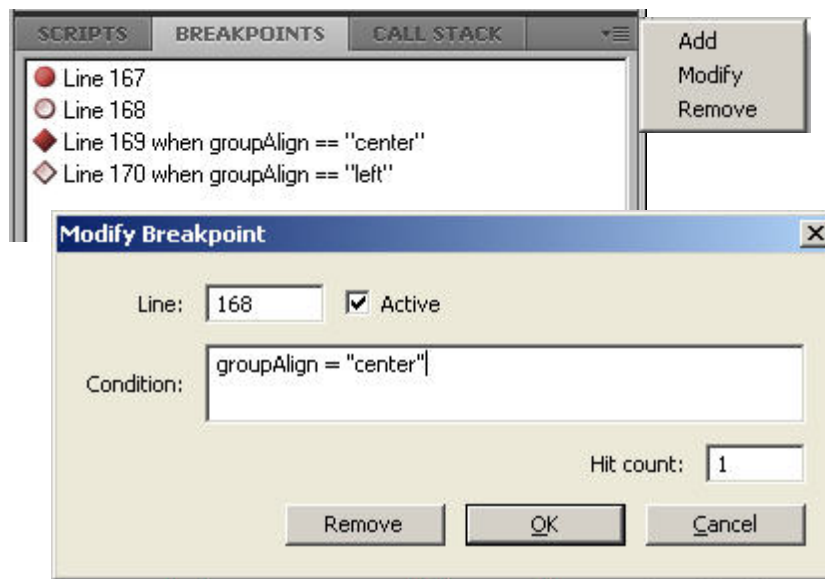 SCRIPTS BREAKPOINTS CALL STACK
Add
Modify
Remove
Line 167
Line 168
Line 169 when groupAlign == "center"
Line 170 when groupAlign == "left"
Modify Breakpoint
Line: 168 Active
Condition: groupAlign = "center"
Hit count: 1
Remove OK Cancel